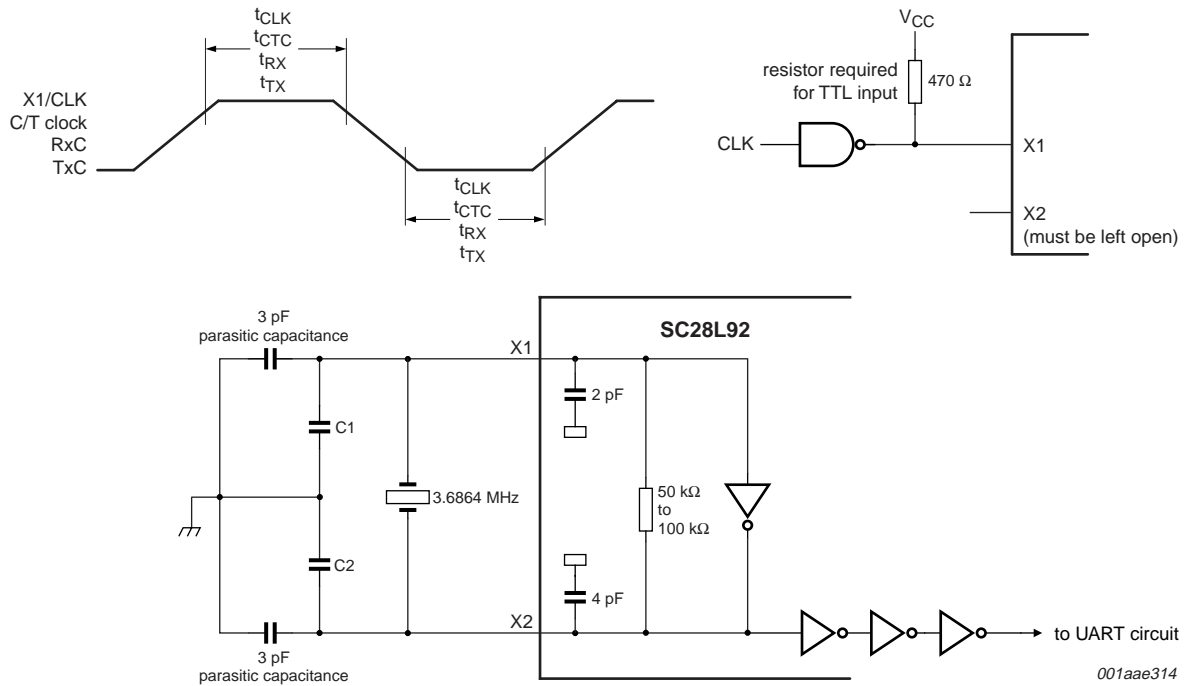 tCLK
tCTC
tRX
tTX
X1/CLK
C/T clock
RxC
TxC
tCLK
tCTC
tRX
tTX
VCC
resistor required
for TTL input
470 Ω
CLK
X1
X2
(must be left open)
3 pF
parasitic capacitance
SC28L92
X1
2 pF
C1
3.6864 MHz
50 kΩ
to
100 kΩ
C2
4 pF
X2
3 pF
parasitic capacitance
to UART circuit
001aae314